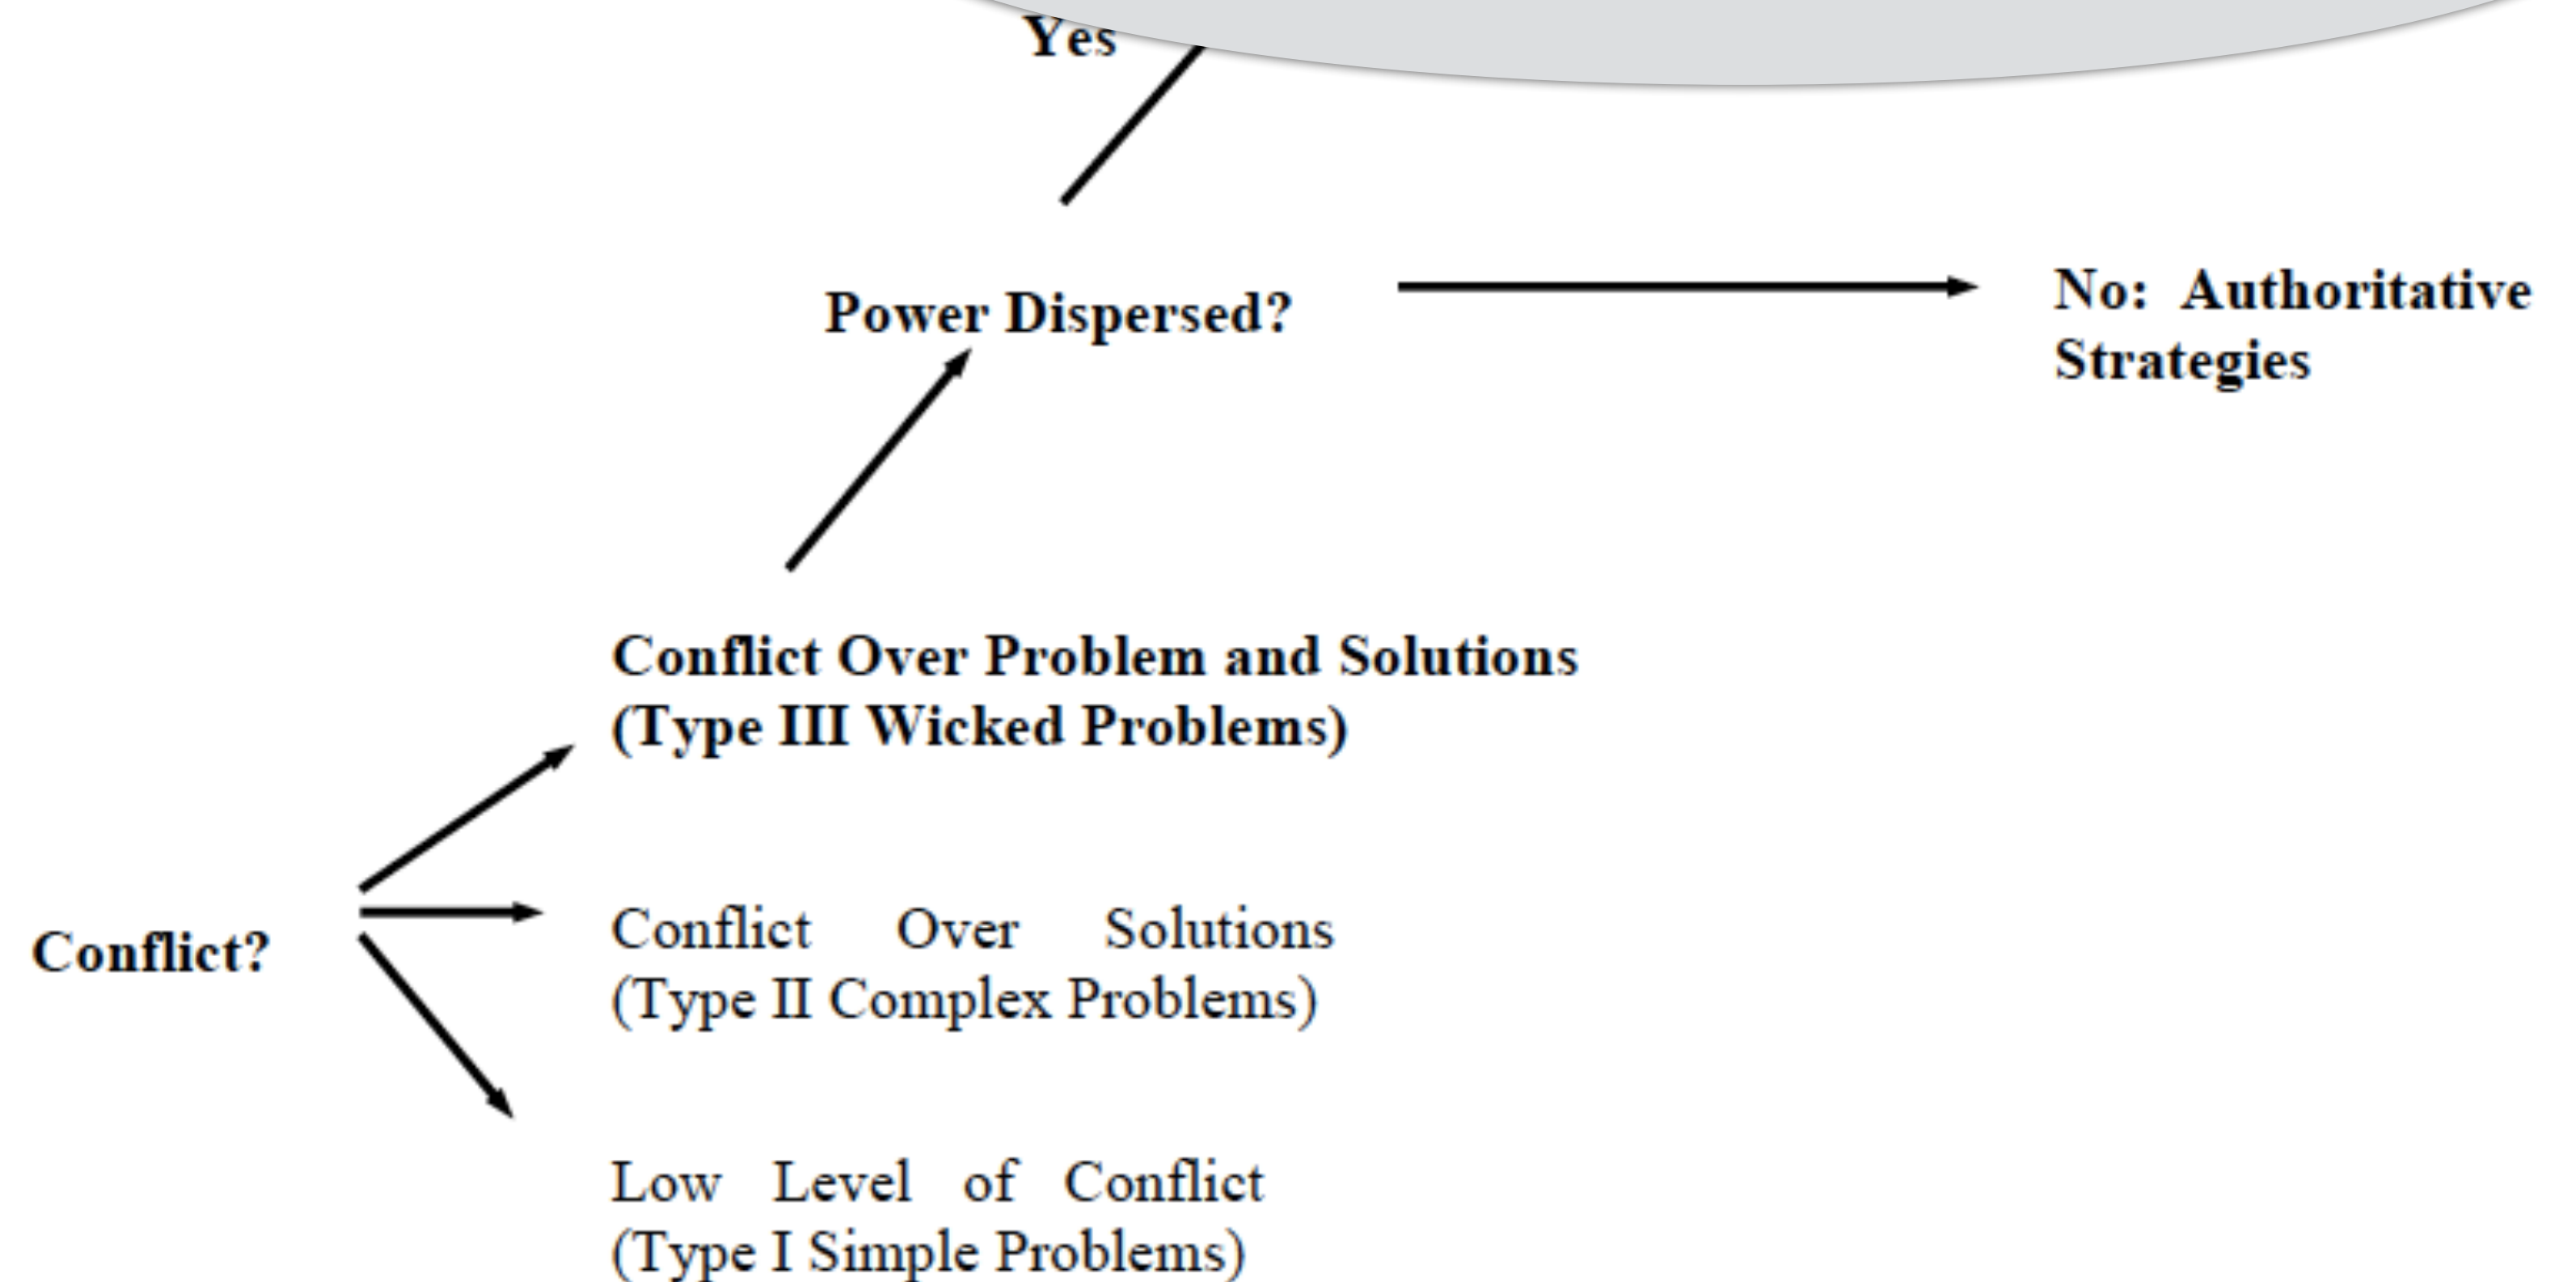 Yes
Power Dispersed?
No: Authoritative
Strategies
Conflict Over Problem and Solutions
(Type III Wicked Problems)
Conflict?
Conflict Over Solutions
(Type II Complex Problems)
Low Level of Conflict
(Type I Simple Problems)